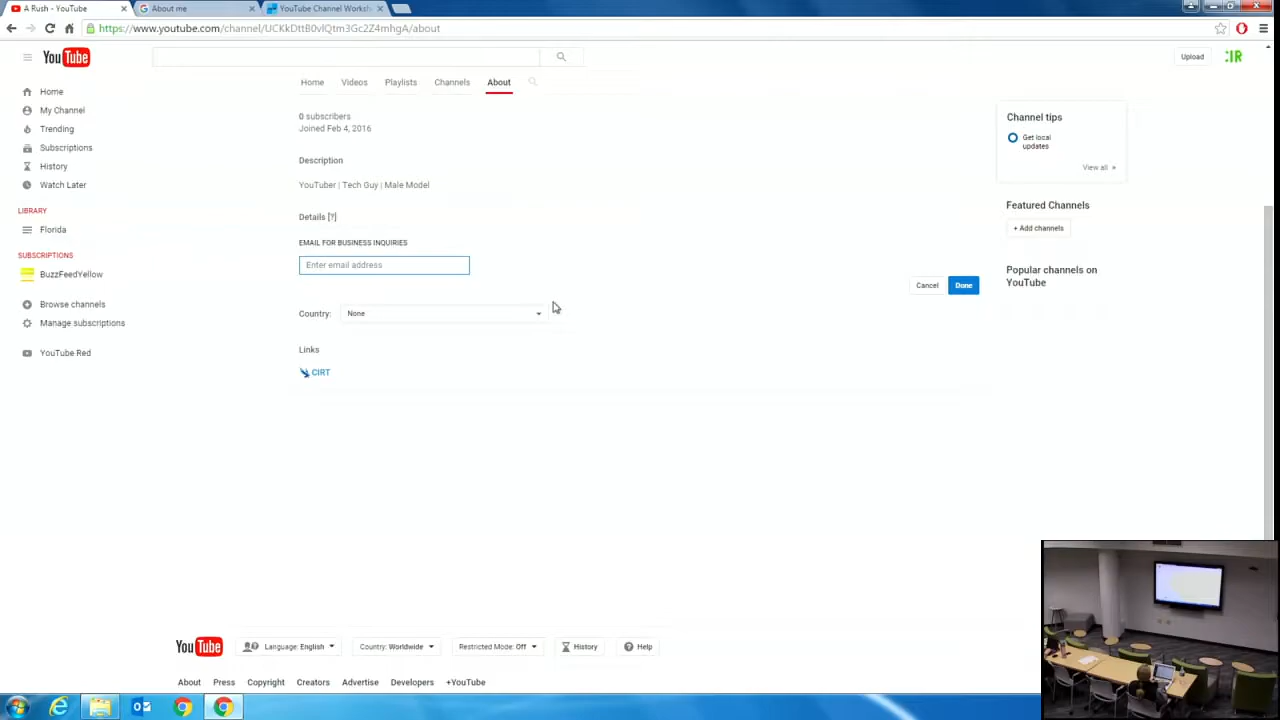 A Rush - YouTube
About me
YouTube Channel Worksh
https://www.youtube.com/channel/UCKkDttB0vlQtm3Gc2Z4mhgA/about
YouTube
Upload
:IR
Home Videos Playlists Channels About
Home
My Channel
Trending
Subscriptions
History
Watch Later
LIBRARY
Florida
SUBSCRIPTIONS
BuzzFeedYellow
Browse channels
Manage subscriptions
YouTube Red
0 subscribers
Joined Feb 4, 2016
Description
YouTuber | Tech Guy | Male Model
Details [?]
EMAIL FOR BUSINESS INQUIRIES
Enter email address
Cancel Done
Country: None
Links
CIRT
Channel tips
Get local
updates
View all »
Featured Channels
+ Add channels
Popular channels on
YouTube
YouTube
Language: English
Country: Worldwide
Restricted Mode: Off
History
Help
About Press Copyright Creators Advertise Developers +YouTube